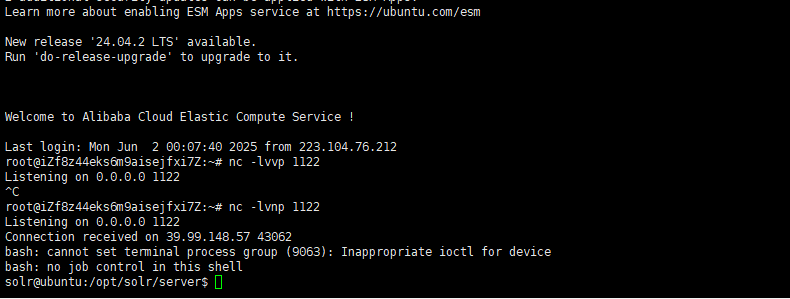 Learn more about enabling ESM Apps service at https://ubuntu.com/esm
New release '24.04.2 LTS' available.
Run 'do-release-upgrade' to upgrade to it.
Welcome to Alibaba Cloud Elastic Compute Service !
Last login: Mon Jun  2 00:07:40 2025 from 223.104.76.212
root@iZf8z44eks6m9aisejfxi7Z:~# nc -lvvp 1122
Listening on 0.0.0.0 1122
^C
root@iZf8z44eks6m9aisejfxi7Z:~# nc -lvnp 1122
Listening on 0.0.0.0 1122
Connection received on 39.99.148.57 43062
bash: cannot set terminal process group (9063): Inappropriate ioctl for device
bash: no job control in this shell
solr@ubuntu:/opt/solr/server$